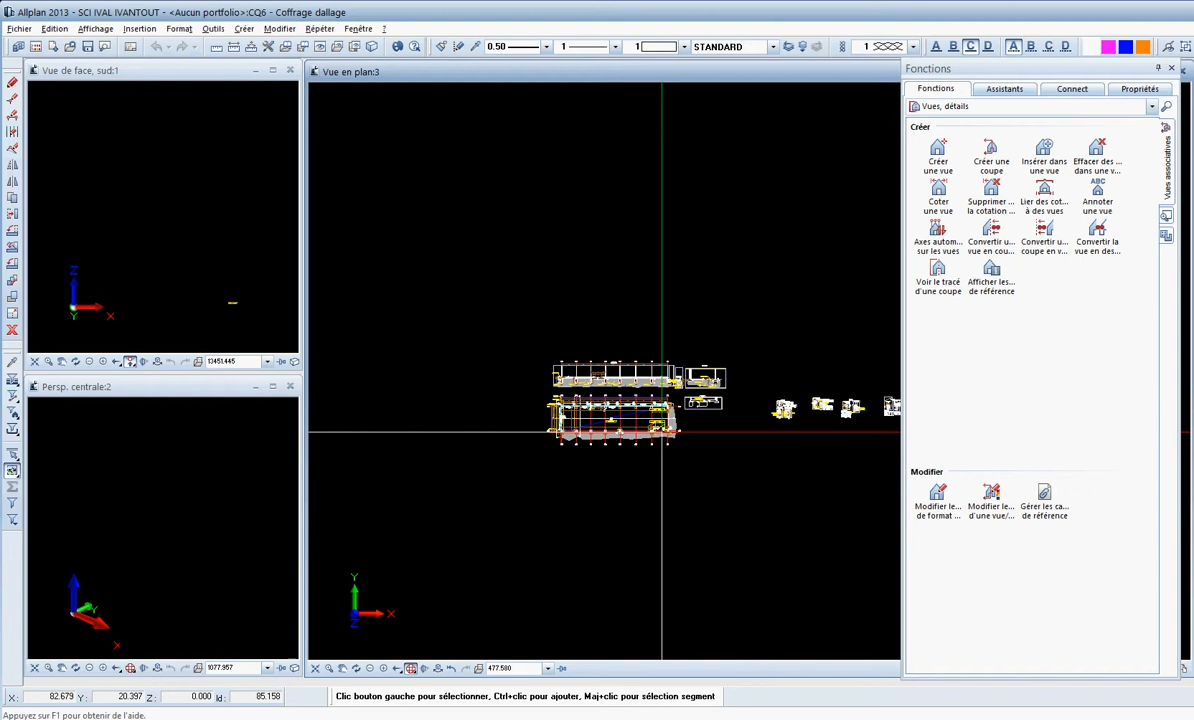 Allplan 2013 - SCI IVAL IVANTOUT - <Aucun portfolio>:CQ6 - Coffrage dallage
Fichier Edition Affichage Insertion Format Outils Créer Modifier Répéter Fenêtre ?
0.50 1 1 STANDARD 1 A B C D A B C D
Vue de face, sud:1
Vue en plan:3
Fonctions
Fonctions Assistants Connect Propriétés
Vues, détails
Créer
Vues associatives
Créer une vue
Créer une coupe
Insérer dans une vue
Effacer des ... dans une v...
Coter une vue
Supprimer ... la cotation ...
Lier des cot... à des vues
ABC
Annoter une vue
Axes autom... sur les vues
Convertir u... vue en cou...
Convertir u... coupe en v...
Convertir la vue en des...
Voir le tracé d'une coupe
Afficher les... de référence
Z
Y
X
13451.445
Persp. centrale:2
Modifier
Modifier le... de format ...
Modifier le... d'une vue/...
Gérer les ca... de référence
Y
X
Y
X
Z
1077.957
477.580
X: 82.679 Y: 20.397 Z: 0.000 ld: 85.158
Clic bouton gauche pour sélectionner, Ctrl+clic pour ajouter, Maj+clic pour sélection segment
Appuyez sur F1 pour obtenir de l'aide.